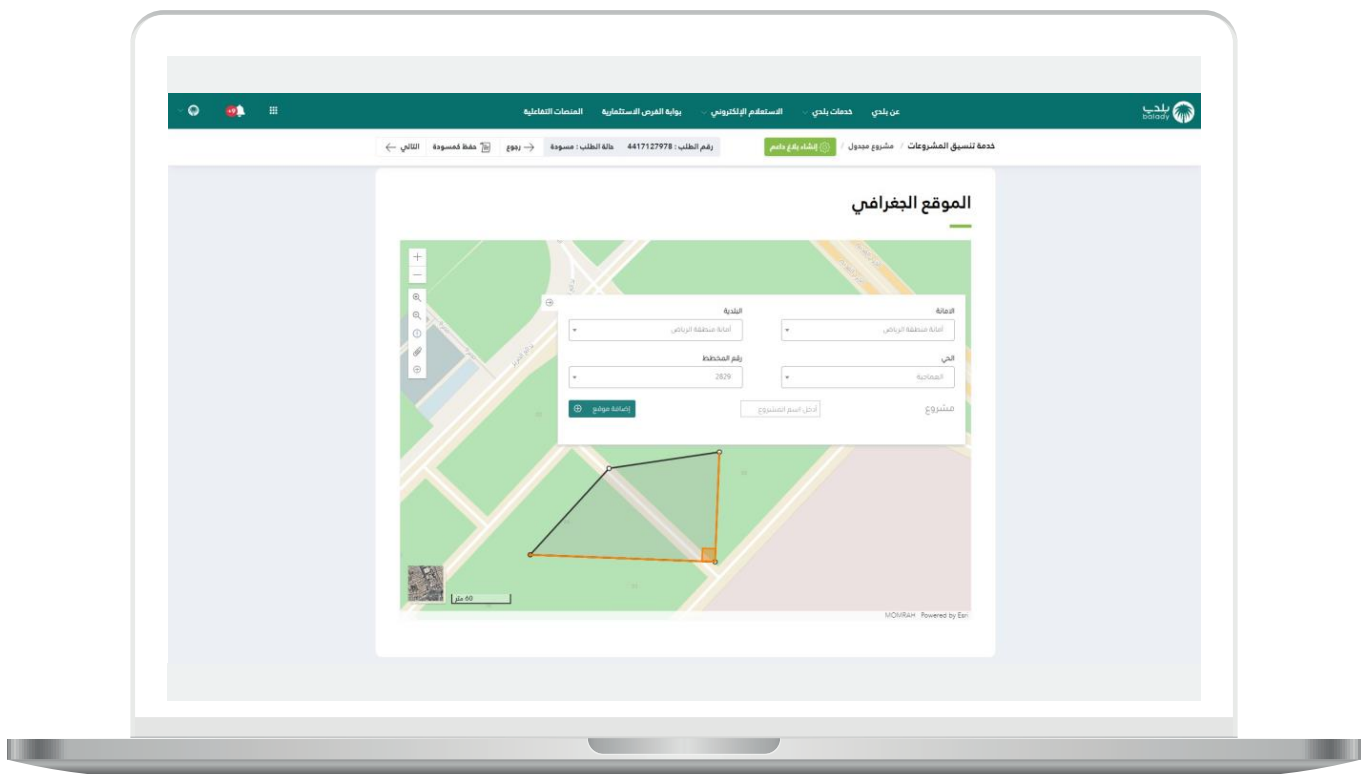 بلدي
balady
عن بلدي
خدمات بلدي
الاستعلام الإلكتروني
بوابة الفرص الاستثمارية
المنصات التفاعلية
خدمة تنسيق المشروعات / مشروع مجدول /
إنشاء بلاغ داعم
رقم الطلب : 4417127978
حالة الطلب : مسودة
رجوع
حفظ كمسودة
التالي
الموقع الجغرافي
الامانة
البلدية
أمانة منطقة الرياض
أمانة منطقة الرياض
الحي
رقم المخطط
2829
مشروع
أدخل اسم المشروع
إضافة موقع
60 متر
MOMRAH Powered by Esri